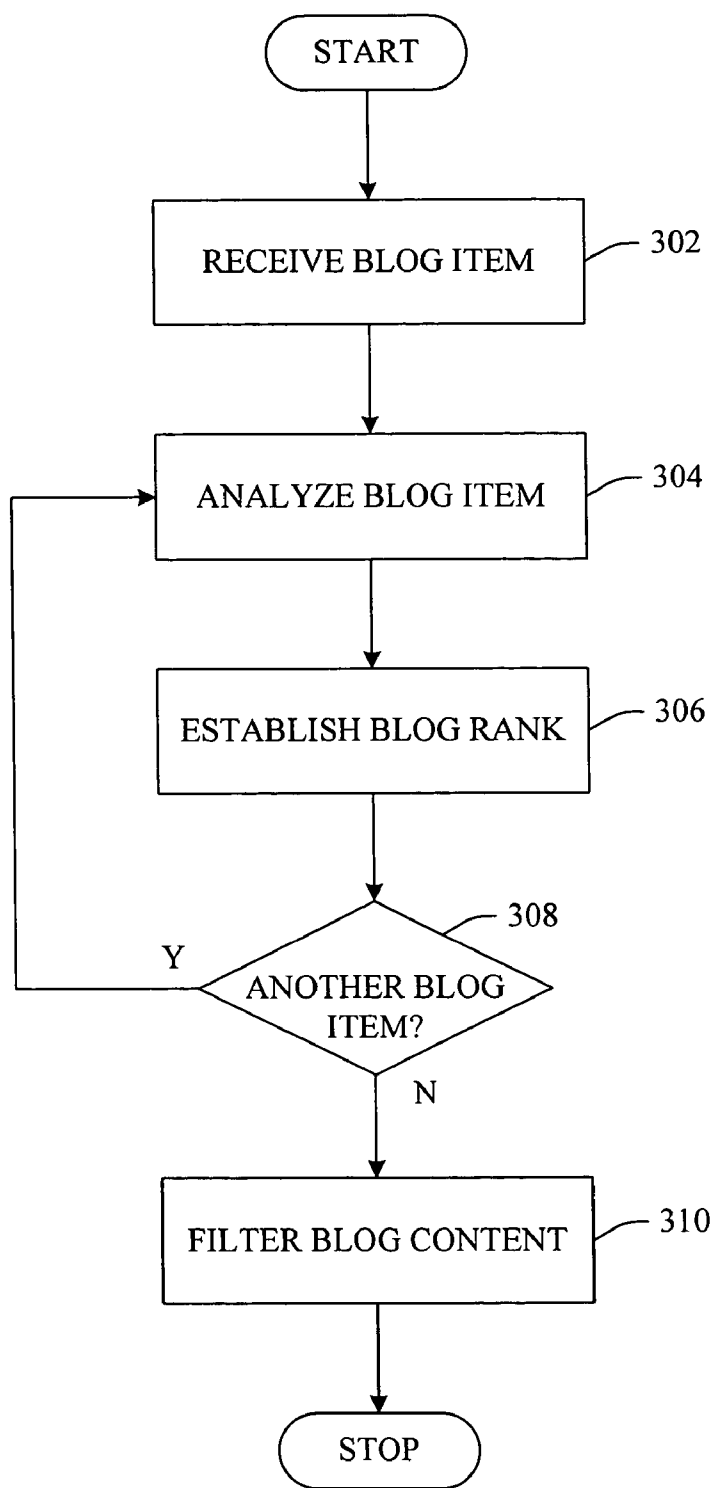 START
RECEIVE BLOG ITEM
302
ANALYZE BLOG ITEM
304
ESTABLISH BLOG RANK
306
308
Y
ANOTHER BLOG
ITEM?
N
FILTER BLOG CONTENT
310
STOP